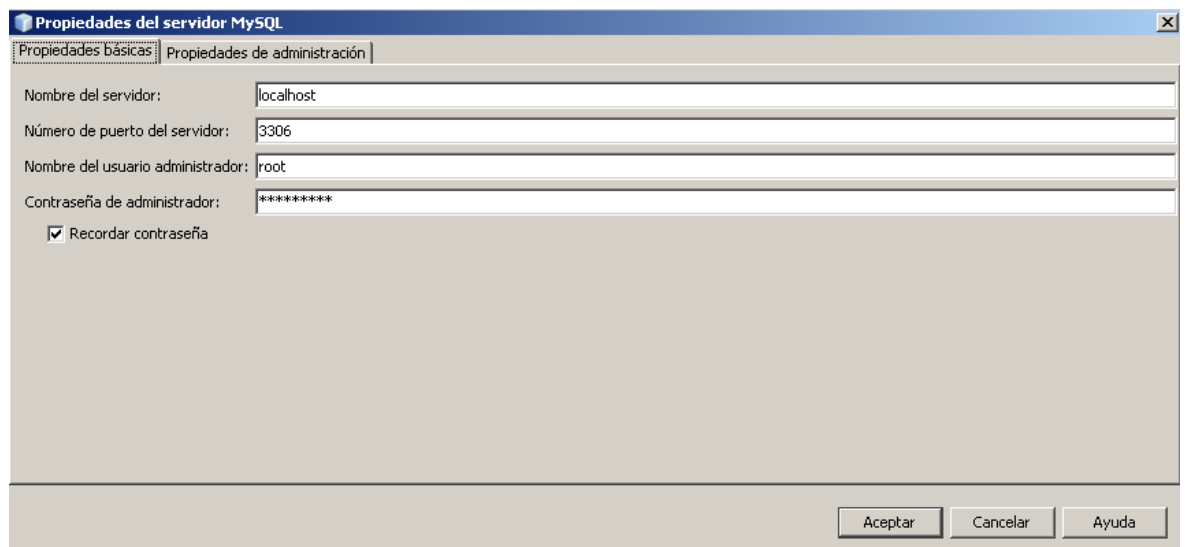 Propiedades del servidor MySQL
Propiedades básicas Propiedades de administración
Nombre del servidor: localhost
Número de puerto del servidor: 3306
Nombre del usuario administrador: root
Contraseña de administrador: *********
Recordar contraseña
Aceptar Cancelar Ayuda